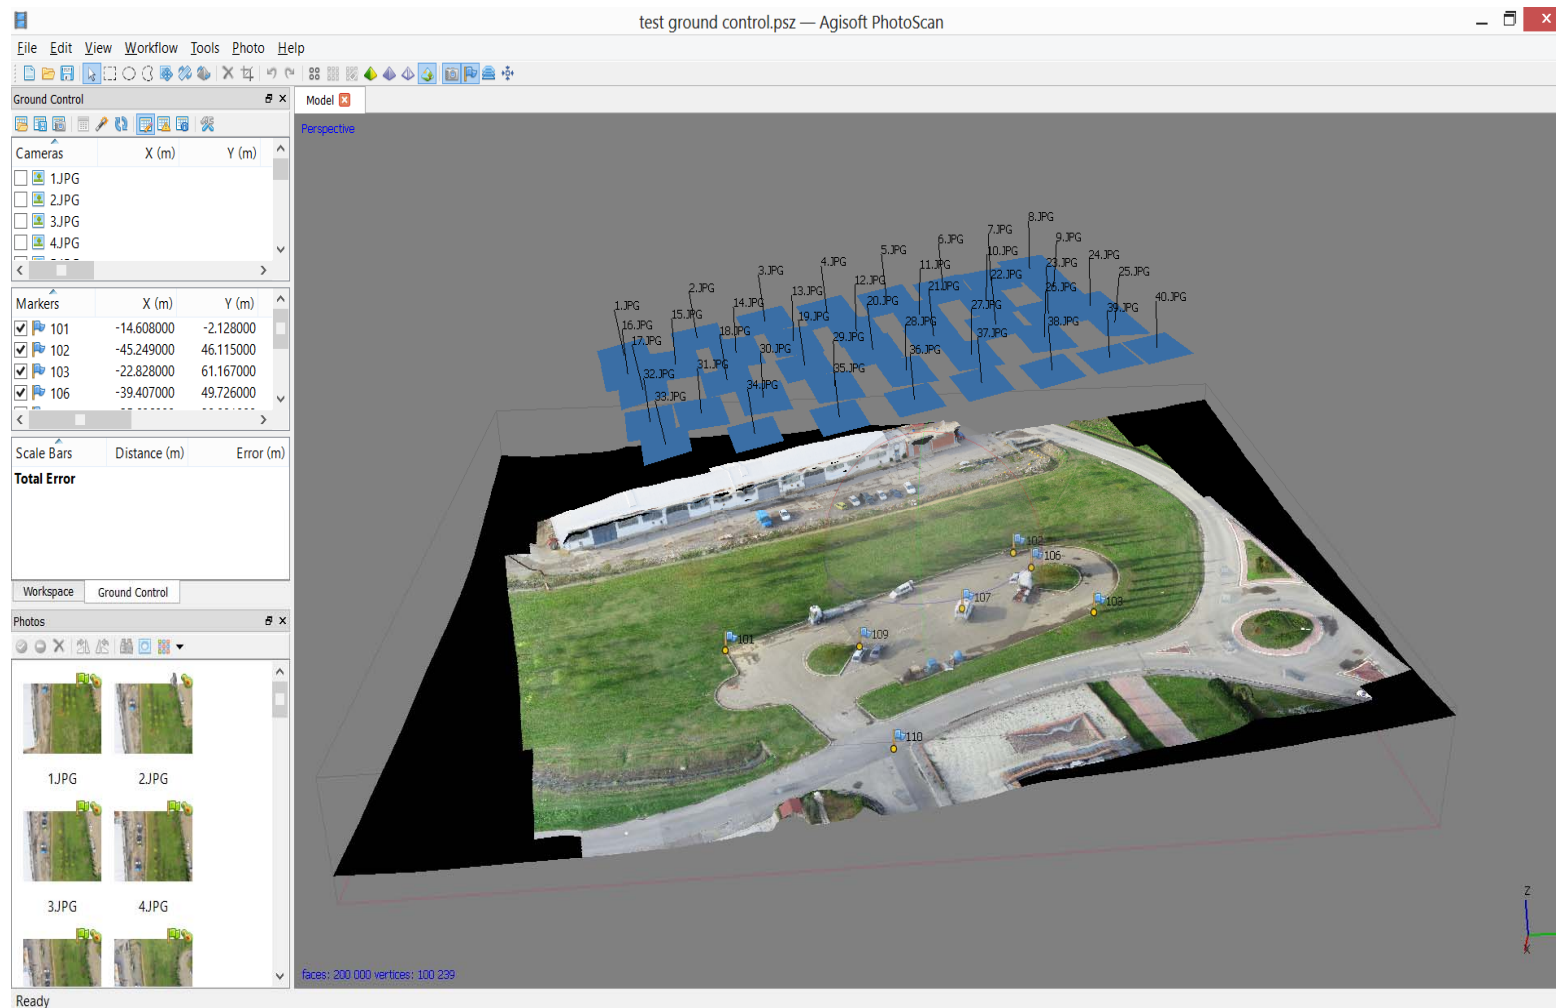 test ground control.psz — Agisoft PhotoScan
File Edit View Workflow Tools Photo Help
Ground Control
Model
Perspective
Cameras X (m) Y (m)
1.JPG
2.JPG
3.JPG
4.JPG
Markers X (m) Y (m)
101 -14.608000 -2.128000
102 -45.249000 46.115000
103 -22.828000 61.167000
106 -39.407000 49.726000
Scale Bars Distance (m) Error (m)
Total Error
Workspace Ground Control
Photos
1.JPG 2.JPG
3.JPG 4.JPG
8.JPG
7.JPG
6.JPG 9.JPG
5.JPG 10.JPG 24.JPG
4.JPG 11.JPG 23.JPG
3.JPG 12.JPG 22.JPG 25.JPG
2.JPG 13.JPG 21.JPG 26.JPG
1.JPG 14.JPG 20.JPG 27.JPG 39.JPG 40.JPG
16.JPG 15.JPG 19.JPG 28.JPG 38.JPG
17.JPG 18.JPG 29.JPG 37.JPG
30.JPG 36.JPG
32.JPG 31.JPG 35.JPG
33.JPG 34.JPG
102
106
107
103
101 109
110
Z
X
faces: 200 000 vertices: 100 239
Ready